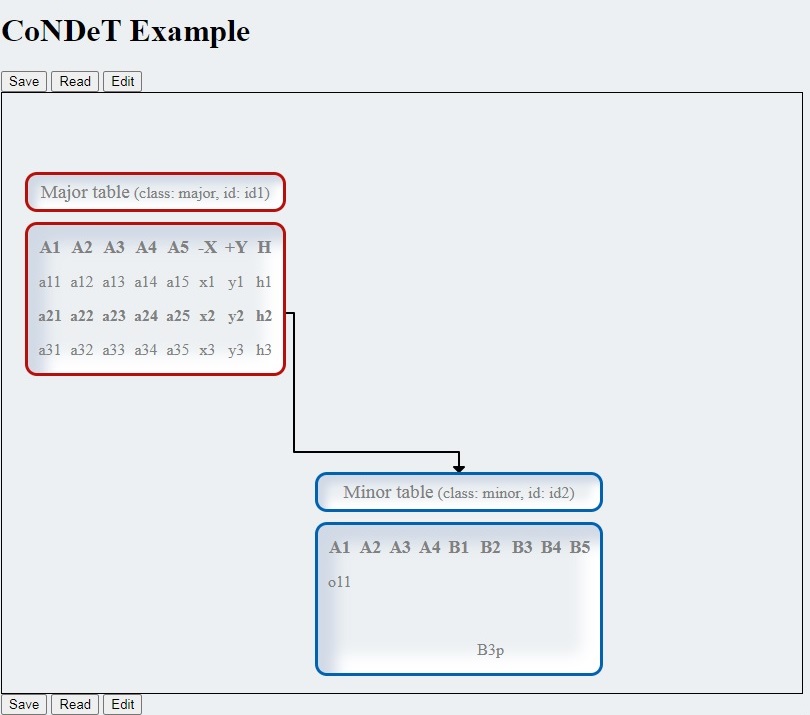 CoNDeT Example
Save Read Edit
Major table (class: major, id: id1)
A1 A2 A3 A4 A5 -X +Y H
a11 a12 a13 a14 a15 x1 y1 h1
a21 a22 a23 a24 a25 x2 y2 h2
a31 a32 a33 a34 a35 x3 y3 h3
Minor table (class: minor, id: id2)
A1 A2 A3 A4 B1 B2 B3 B4 B5
o11
B3p
Save Read Edit